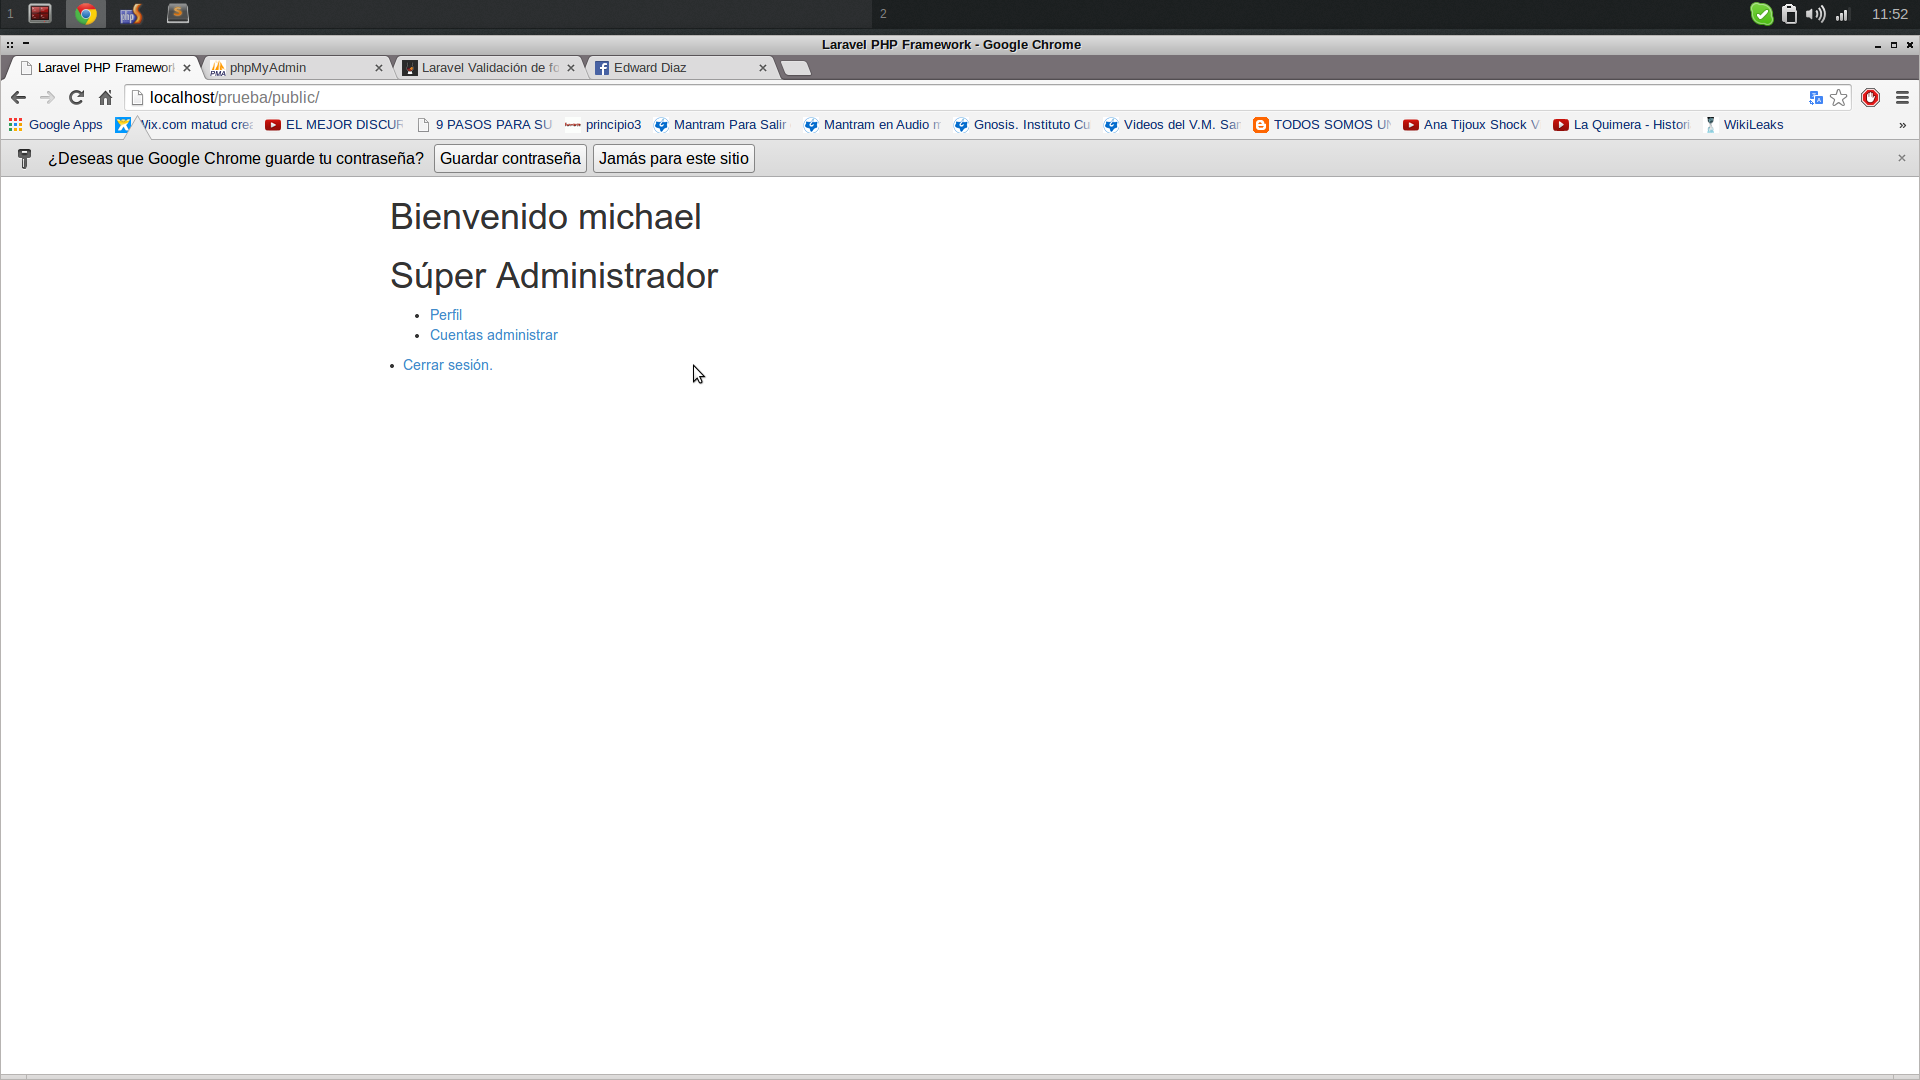 1
2
11:52
Laravel PHP Framework - Google Chrome
Laravel PHP Framewor
phpMyAdmin
Laravel Validación de fo
Edward Diaz
localhost/prueba/public/
Google Apps
Wix.com matud crea
EL MEJOR DISCUR
9 PASOS PARA SU
principio3
Mantram Para Salir
Mantram en Audio m
Gnosis. Instituto Cu
Videos del V.M. Sar
TODOS SOMOS UN
Ana Tijoux Shock V
La Quimera - Histori
WikiLeaks
»
¿Deseas que Google Chrome guarde tu contraseña?
Guardar contraseña
Jamás para este sitio
Bienvenido michael
Súper Administrador
• Perfil
• Cuentas administrar
• Cerrar sesión.